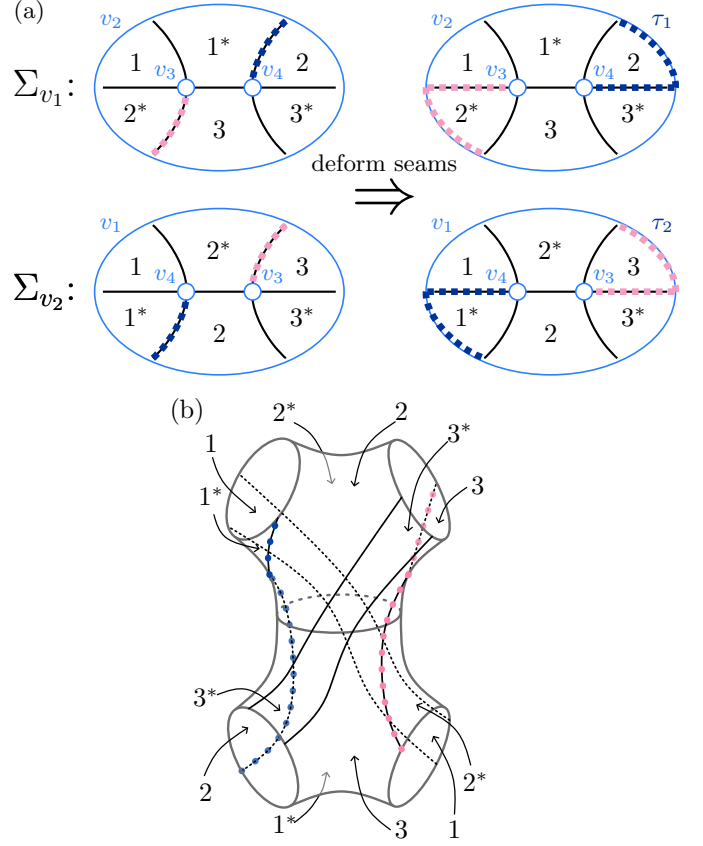 (a)
v₂ 1* 1 v₃ v₄ 2 2* 3 3*
τ₁ v₂ 1* 1 v₃ v₄ 2 2* 3 3*
Σv₁:
deform seams
⇒
v₁ 2* 1 v₄ v₃ 3 1* 2 3*
τ₂ v₁ 2* 1 v₄ v₃ 3 1* 2 3*
Σv₂:
(b)
2* 2
1 3*
1* 3
3*
2 2*
1* 3 1